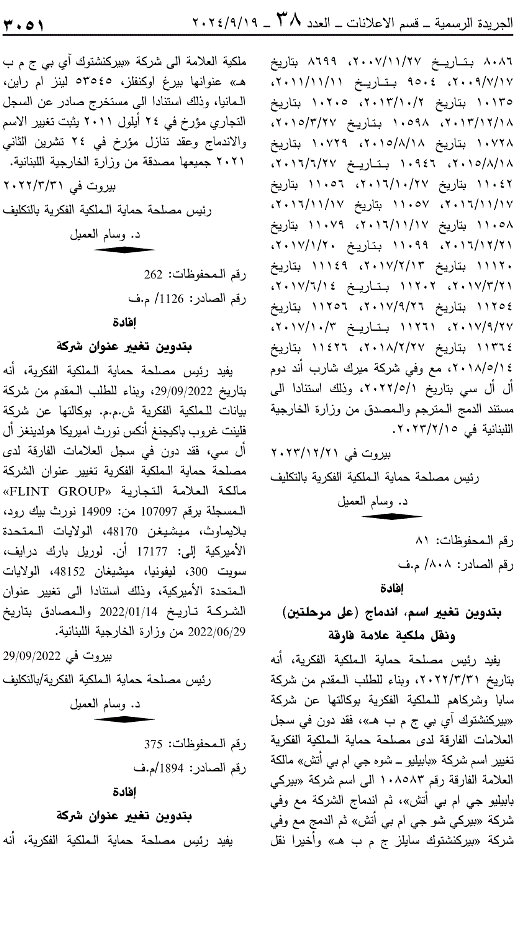 الجريدة الرسمية ــ قسم الاعلانات ــ العدد ٣٨ ــ ٢٠٢٤/٩/١٩
٣٠٥١
٨٠٨٦ بتاريخ ٢٠٠٧/١١/٢٧، ٨٦٩٩ بتاريخ
٢٠٠٩/٧/١٧، ٩٥٠٤ بتاريخ ٢٠١١/١١/١١،
١٠١٣٥ بتاريخ ٢٠١٣/١٠/٢، ١٠٢٠٥ بتاريخ
٢٠١٣/١٢/١٨، ١٠٥٩٨ بتاريخ ٢٠١٥/٣/٢٧،
١٠٧٢٨ بتاريخ ٢٠١٥/٨/١٨، ١٠٧٢٩ بتاريخ
٢٠١٥/٨/١٨، ١٠٩٤٦ بتاريخ ٢٠١٦/٦/٢٧،
١١٠٤٢ بتاريخ ٢٠١٦/١٠/٢٧، ١١٠٥٦ بتاريخ
٢٠١٦/١١/١٧، ١١٠٥٧ بتاريخ ٢٠١٦/١١/١٧،
١١٠٥٨ بتاريخ ٢٠١٦/١١/١٧، ١١٠٧٩ بتاريخ
٢٠١٦/١٢/٢١، ١١٠٩٩ بتاريخ ٢٠١٧/١/٢٠،
١١١٢٠ بتاريخ ٢٠١٧/٢/١٣، ١١١٤٩ بتاريخ
٢٠١٧/٣/٢١، ١١٢٠٢ بتاريخ ٢٠١٧/٦/١٤،
١١٢٥٤ بتاريخ ٢٠١٧/٩/٢٦، ١١٢٥٦ بتاريخ
٢٠١٧/٩/٢٧، ١١٢٦١ بتاريخ ٢٠١٧/١٠/٣،
١١٣٦٤ بتاريخ ٢٠١٨/٢/٢٧، ١١٤٢٦ بتاريخ
٢٠١٨/٥/١٤، مع وفي شركة ميرك شارب أند دوم
أل أل سي بتاريخ ٢٠٢٢/٥/١، وذلك استنادا الى
مستند الدمج المترجم والمصدق من وزارة الخارجية
اللبنانية في ٢٠٢٣/٢/١٥.
بيروت في ٢٠٢٣/١٢/٢١
رئيس مصلحة حماية الملكية الفكرية بالتكليف
د. وسام العميل
رقم المحفوظات: ٨١
رقم الصادر: ٨٠٨/ م.ف
إفادة
بتدوين تغيير اسم، اندماج (على مرحلتين)
ونقل ملكية علامة فارقة
يفيد رئيس مصلحة حماية الملكية الفكرية، أنه
بتاريخ ٢٠٢٢/٣/٣١، وبناء للطلب المقدم من شركة
سابا وشركاهم للملكية الفكرية بوكالتها عن شركة
«بيركنشتوك آي بي ج م ب هـ»، فقد دون في سجل
العلامات الفارقة لدى مصلحة حماية الملكية الفكرية
تغيير اسم شركة «بابيليو ــ شوه جي ام بي أتش» مالكة
العلامة الفارقة رقم ١٠٨٥٨٣ الى اسم شركة «بيركي
بابيليو جي ام بي أتش»، ثم اندماج الشركة مع وفي
شركة «بيركي شو جي ام بي أتش» ثم الدمج مع وفي
شركة «بيركنشتوك سايلز ج م ب هـ» وأخيرا نقل
ملكية العلامة الى شركة «بيركنشتوك آي بي ج م ب
هـ» عنوانها بيرغ اوكنفلز، ٥٣٥٤٥ لينز ام راين،
المانيا، وذلك استنادا الى مستخرج صادر عن السجل
التجاري مؤرخ في ٢٤ أيلول ٢٠١١ يثبت تغيير الاسم
والاندماج وعقد تنازل مؤرخ في ٢٤ تشرين الثاني
٢٠٢١ جميعها مصدقة من وزارة الخارجية اللبنانية.
بيروت في ٢٠٢٢/٣/٣١
رئيس مصلحة حماية الملكية الفكرية بالتكليف
د. وسام العميل
رقم المحفوظات: 262
رقم الصادر: 1126/ م.ف
إفادة
بتدوين تغيير عنوان شركة
يفيد رئيس مصلحة حماية الملكية الفكرية، أنه
بتاريخ 29/09/2022، وبناء للطلب المقدم من شركة
بيانات للملكية الفكرية ش.م.م. بوكالتها عن شركة
فلينت غروب باكيجنغ أنكس نورث اميريكا هولدينغز أل
أل سي، فقد دون في سجل العلامات الفارقة لدى
مصلحة حماية الملكية الفكرية تغيير عنوان الشركة
مالكة العلامة التجارية «FLINT GROUP»
المسجلة برقم 107097 من: 14909 نورث بيك رود،
بلايماوث، ميشيغن 48170، الولايات المتحدة
الأميركية إلى: 17177 أن. لوريل بارك درايف،
سويت 300، ليفونيا، ميشيغان 48152، الولايات
المتحدة الأميركية، وذلك استنادا الى تغيير عنوان
الشركة تاريخ 2022/01/14 والمصادق بتاريخ
2022/06/29 من وزارة الخارجية اللبنانية.
بيروت في 29/09/2022
رئيس مصلحة حماية الملكية الفكرية/بالتكليف
د. وسام العميل
رقم المحفوظات: 375
رقم الصادر: 1894/م.ف
إفادة
بتدوين تغيير عنوان شركة
يفيد رئيس مصلحة حماية الملكية الفكرية، أنه